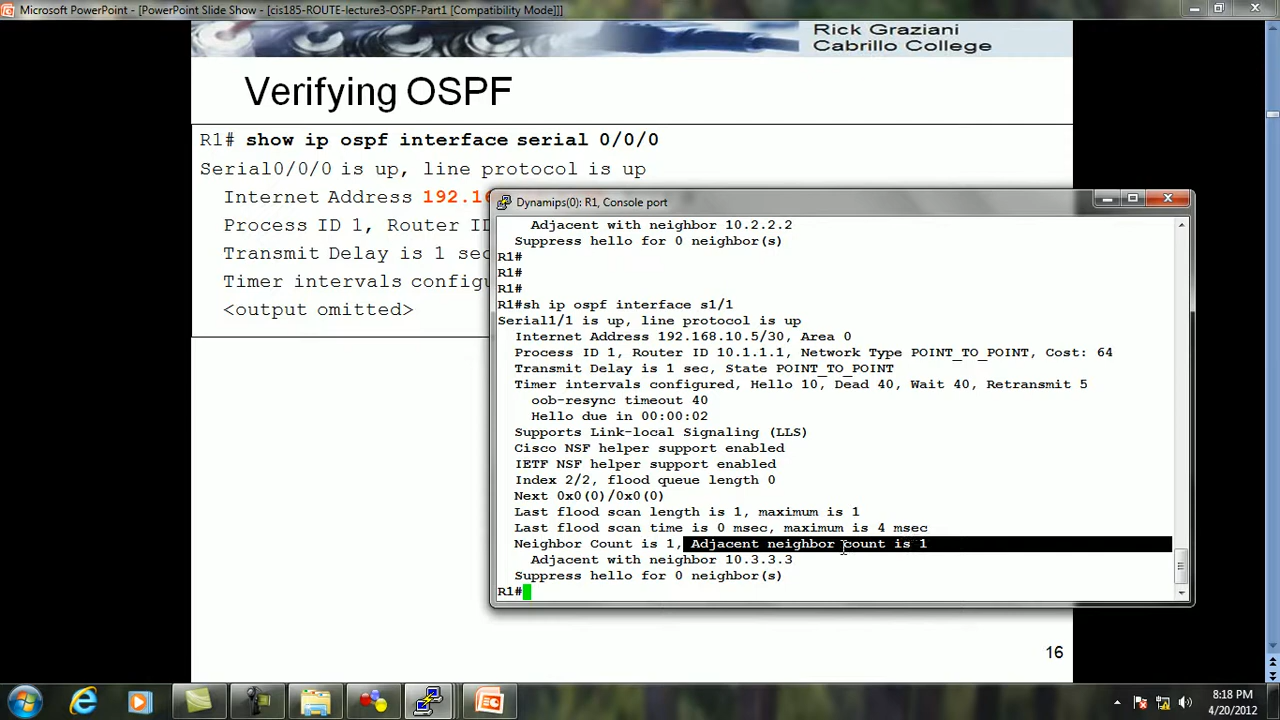 Microsoft PowerPoint - [PowerPoint Slide Show - [cis185-ROUTE-lecture3-OSPF-Part1 [Compatibility Mode]]]
Rick Graziani
Cabrillo College
Verifying OSPF
R1# show ip ospf interface serial 0/0/0
Serial0/0/0 is up, line protocol is up
Internet Address 192.16
Process ID 1, Router ID
Transmit Delay is 1 sec
Timer intervals configu
<output omitted>
Dynamips(0): R1, Console port
Adjacent with neighbor 10.2.2.2
Suppress hello for 0 neighbor(s)
R1#
R1#
R1#
R1#sh ip ospf interface s1/1
Serial1/1 is up, line protocol is up
Internet Address 192.168.10.5/30, Area 0
Process ID 1, Router ID 10.1.1.1, Network Type POINT_TO_POINT, Cost: 64
Transmit Delay is 1 sec, State POINT_TO_POINT
Timer intervals configured, Hello 10, Dead 40, Wait 40, Retransmit 5
oob-resync timeout 40
Hello due in 00:00:02
Supports Link-local Signaling (LLS)
Cisco NSF helper support enabled
IETF NSF helper support enabled
Index 2/2, flood queue length 0
Next 0x0(0)/0x0(0)
Last flood scan length is 1, maximum is 1
Last flood scan time is 0 msec, maximum is 4 msec
Neighbor Count is 1, Adjacent neighbor count is 1
Adjacent with neighbor 10.3.3.3
Suppress hello for 0 neighbor(s)
R1#
16
8:18 PM
4/20/2012